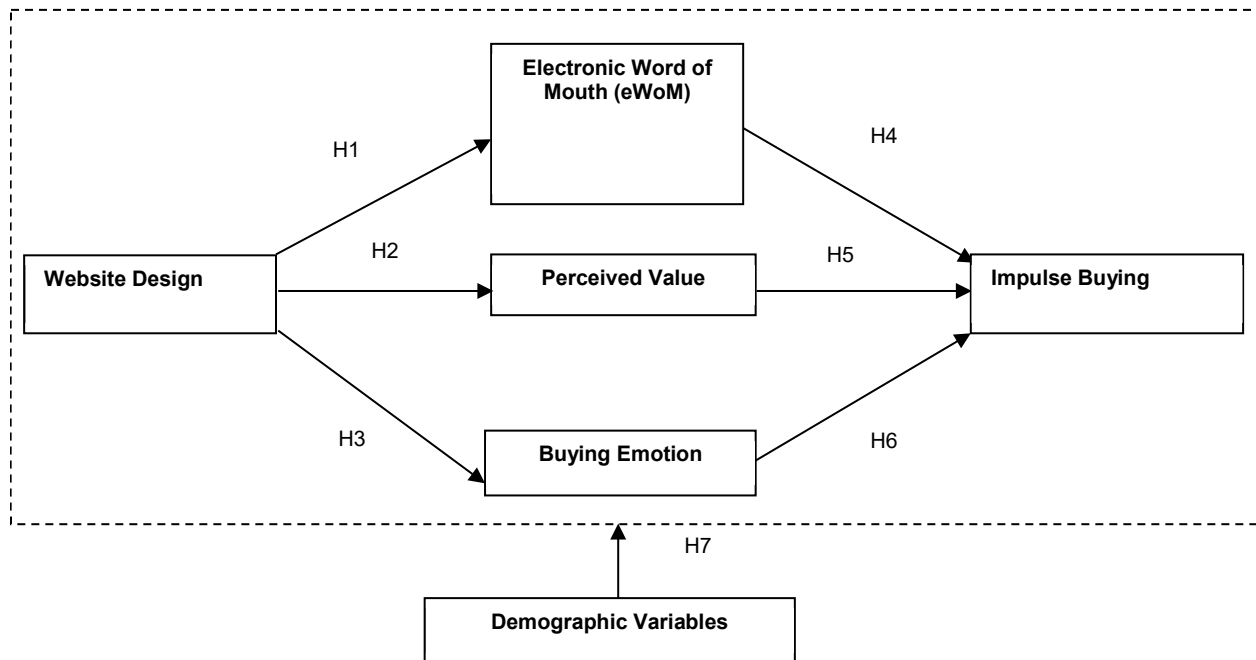 Electronic Word of
Mouth (eWoM)
H1
H4
H2
H5
Website Design
Perceived Value
Impulse Buying
H3
H6
Buying Emotion
H7
Demographic Variables